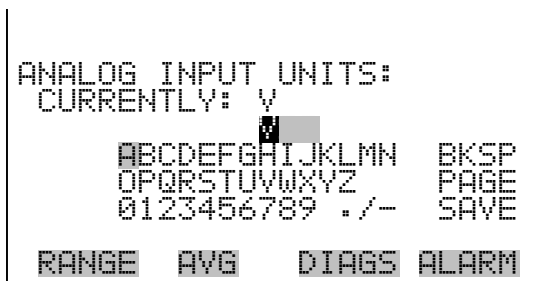 ANALOG INPUT UNITS:
CURRENTLY: V
V
ABCDEFGHIJKLMN BKSP
OPQRSTUVWXYZ PAGE
0123456789 ./- SAVE
RANGE AVG DIAGS ALARM